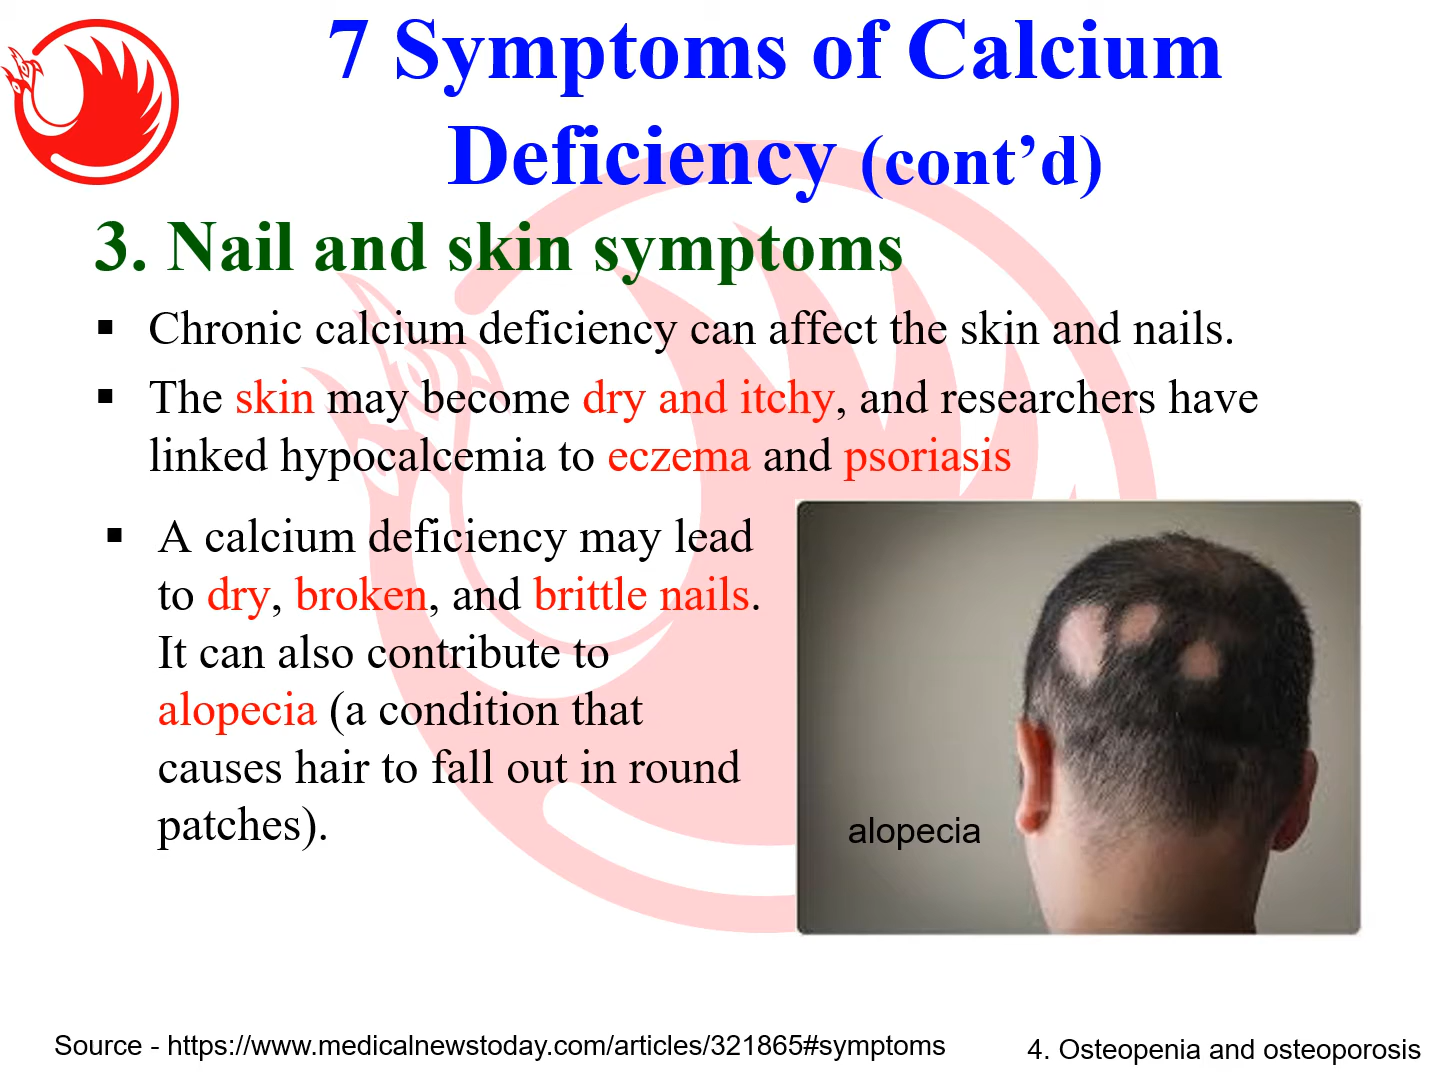 7 Symptoms of Calcium
Deficiency (cont’d)
3. Nail and skin symptoms
▪ Chronic calcium deficiency can affect the skin and nails.
▪ The skin may become dry and itchy, and researchers have
linked hypocalcemia to eczema and psoriasis
▪ A calcium deficiency may lead
to dry, broken, and brittle nails.
It can also contribute to
alopecia (a condition that
causes hair to fall out in round
patches).
alopecia
Source - https://www.medicalnewstoday.com/articles/321865#symptoms
4. Osteopenia and osteoporosis